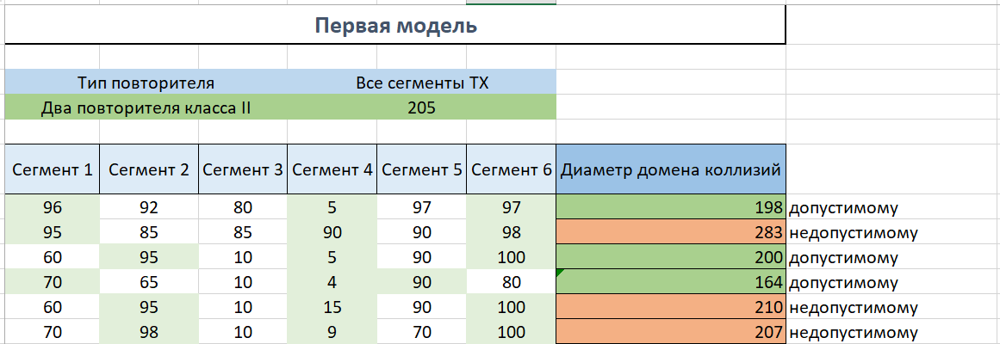 Первая модель
Тип повторителя Все сегменты TX
Два повторителя класса II 205
Сегмент 1 Сегмент 2 Сегмент 3 Сегмент 4 Сегмент 5 Сегмент 6 Диаметр домена коллизий
96 92 80 5 97 97 198 допустимому
95 85 85 90 90 98 283 недопустимому
60 95 10 5 90 100 200 допустимому
70 65 10 4 90 80 164 допустимому
60 95 10 15 90 100 210 недопустимому
70 98 10 9 70 100 207 недопустимому